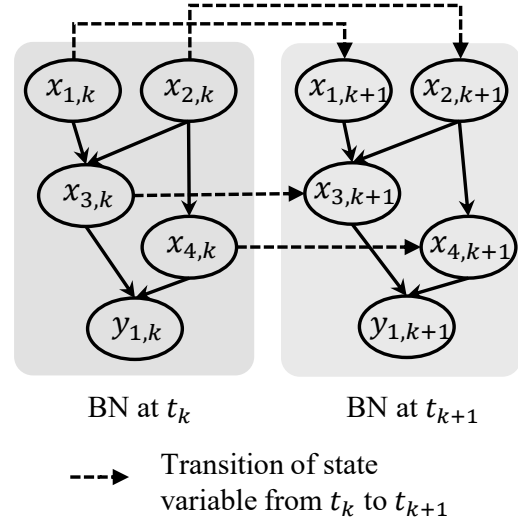 x₁,ₖ x₂,ₖ x₁,ₖ₊₁ x₂,ₖ₊₁
x₃,ₖ x₃,ₖ₊₁
x₄,ₖ x₄,ₖ₊₁
y₁,ₖ y₁,ₖ₊₁
BN at tₖ BN at tₖ₊₁
Transition of state
variable from tₖ to tₖ₊₁